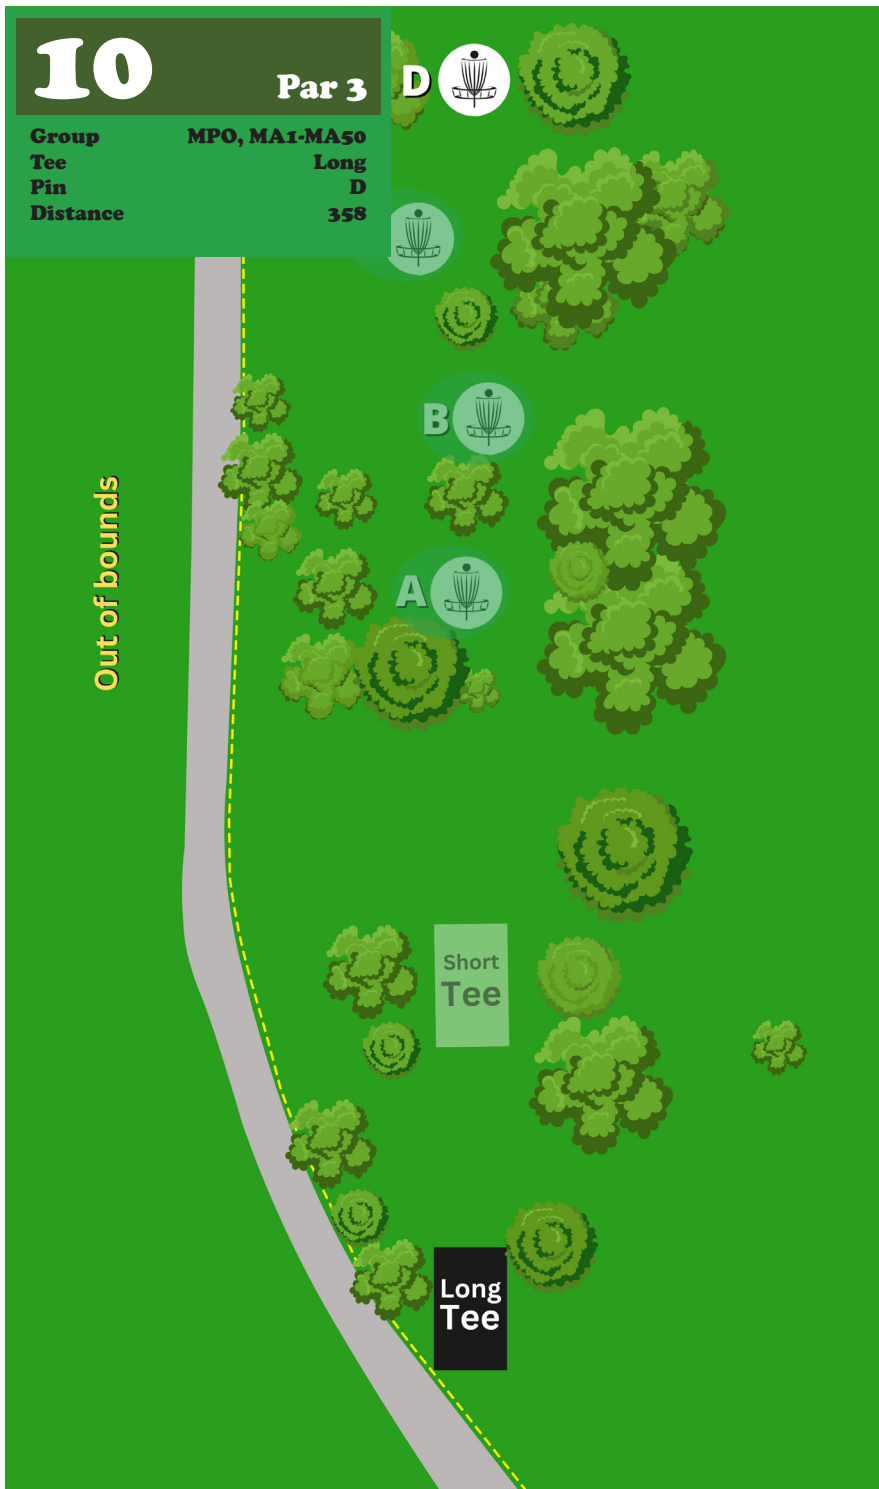 10
Par 3
Group MPO, MA1-MA50
Tee Long
Pin D
Distance 358
D
B
A
Out of bounds
Short
Tee
Long
Tee